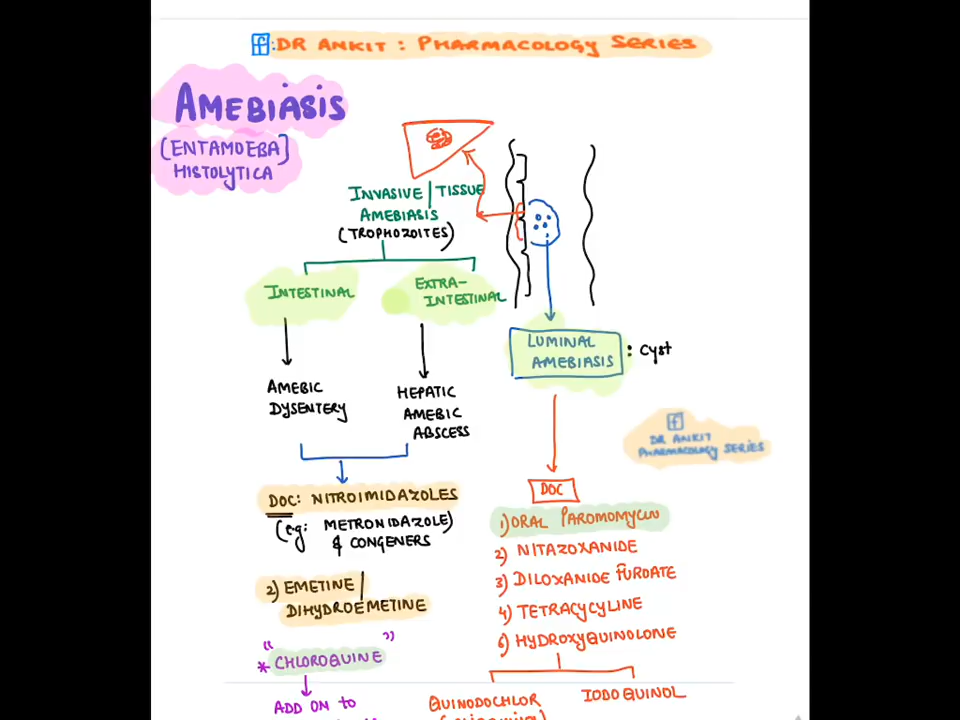 f: DR ANKIT : PHARMACOLOGY SERIES
AMEBIASIS
[ENTAMOEBA]
HISTOLYTICA
INVASIVE / TISSUE
AMEBIASIS
(TROPHOZOITES)
INTESTINAL
EXTRA-
INTESTINAL
AMEBIC
DYSENTERY
HEPATIC
AMEBIC
ABSCESS
DOC: NITROIMIDAZOLES
(eg: METRONIDAZOLE)
& CONGENERS
2) EMETINE /
DIHYDROEMETINE
" "
* CHLOROQUINE
ADD ON TO
LUMINAL
AMEBIASIS
: Cyst
f
DR ANKIT
PHARMACOLOGY SERIES
DOC
1) ORAL PAROMOMYCIN
2) NITAZOXANIDE
3) DILOXANIDE FUROATE
4) TETRACYCYLINE
5) HYDROXYQUINOLONE
QUINODOCHLOR
IODOQUINOL